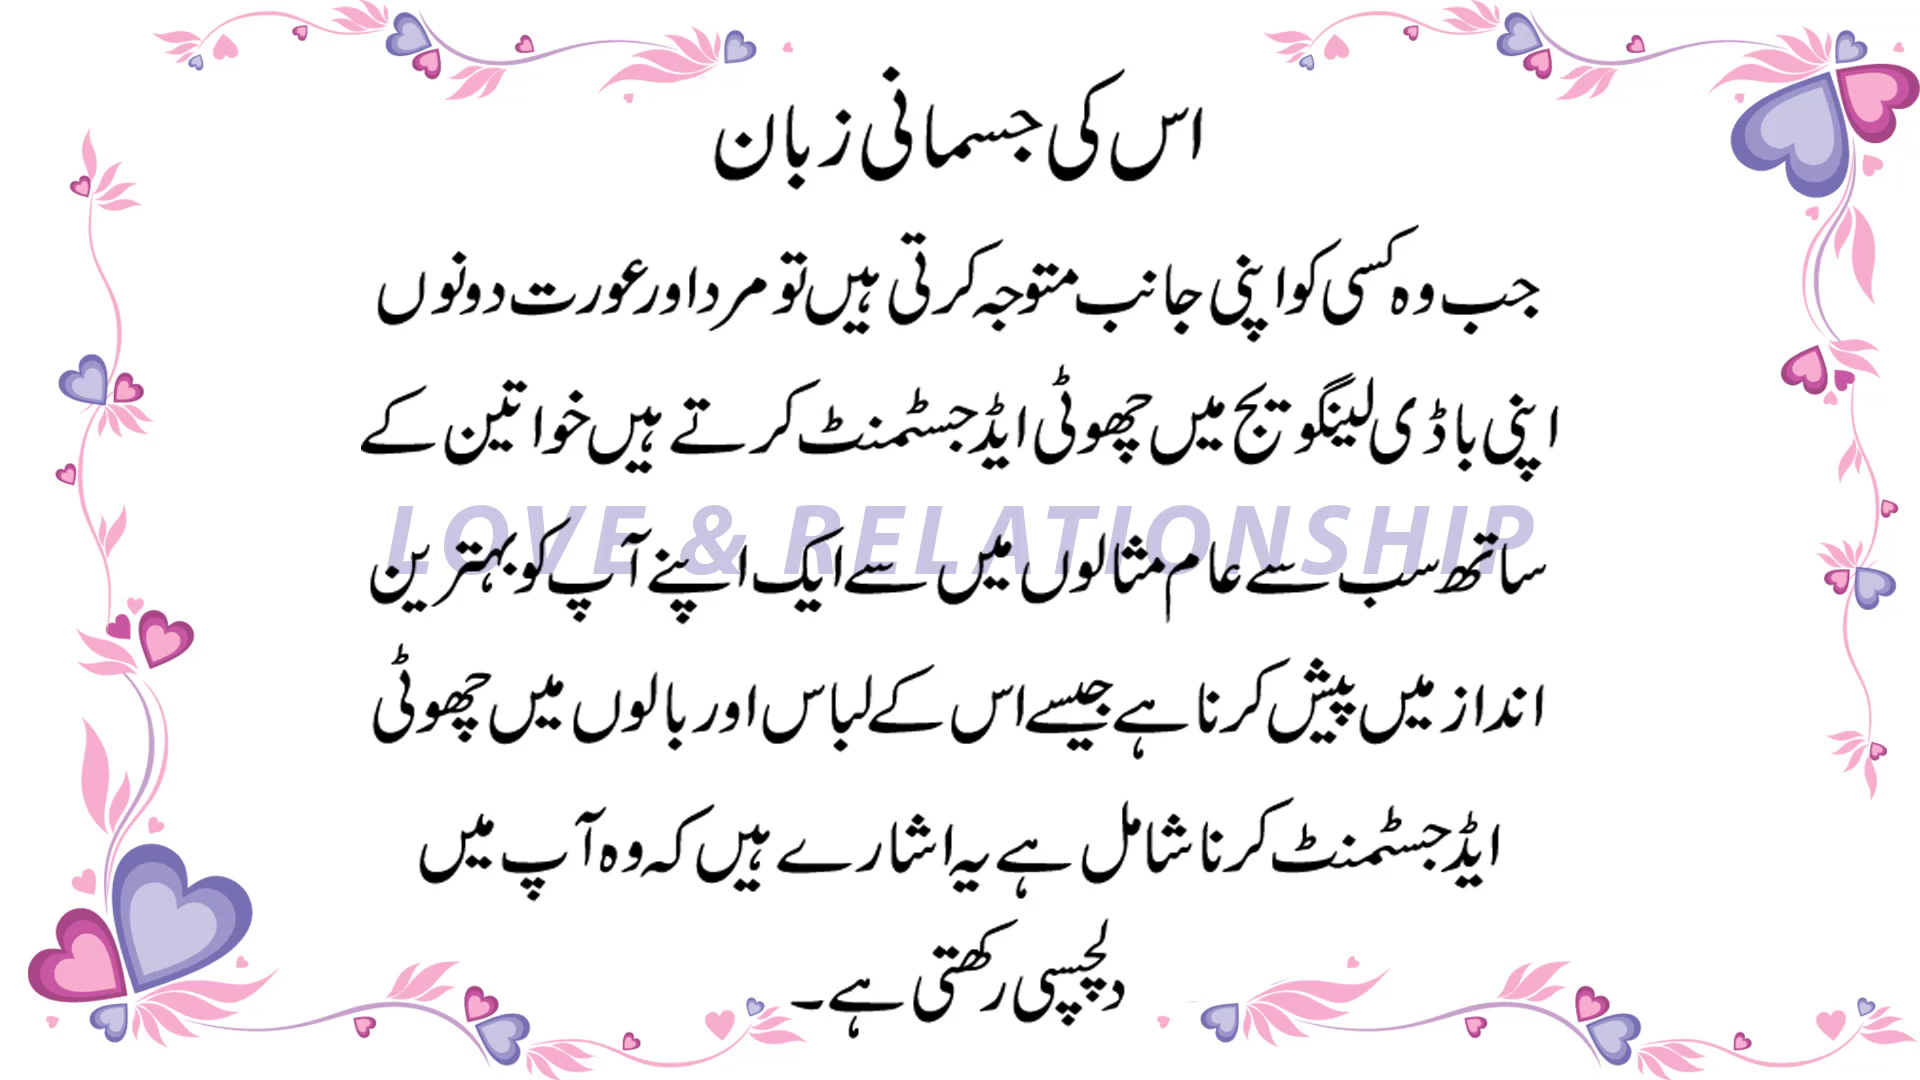 اس کی جسمانی زبان
جب وہ کسی کو اپنی جانب متوجہ کرتی ہیں تو مرد اور عورت دونوں
اپنی باڈی لینگویج میں چھوٹی ایڈجسٹمنٹ کرتے ہیں خواتین کے
LOVE & RELATIONSHIP
ساتھ سب سے عام مثالوں میں سے ایک اپنے آپ کو بہترین
انداز میں پیش کرنا ہے جیسے اس کے لباس اور بالوں میں چھوٹی
ایڈجسٹمنٹ کرنا شامل ہے یہ اشارے ہیں کہ وہ آپ میں
دلچسپی رکھتی ہے۔